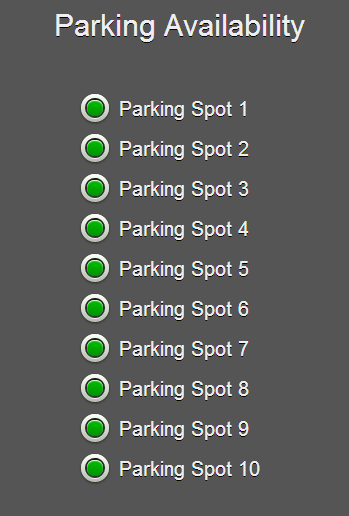 Parking Availability
Parking Spot 1
Parking Spot 2
Parking Spot 3
Parking Spot 4
Parking Spot 5
Parking Spot 6
Parking Spot 7
Parking Spot 8
Parking Spot 9
Parking Spot 10